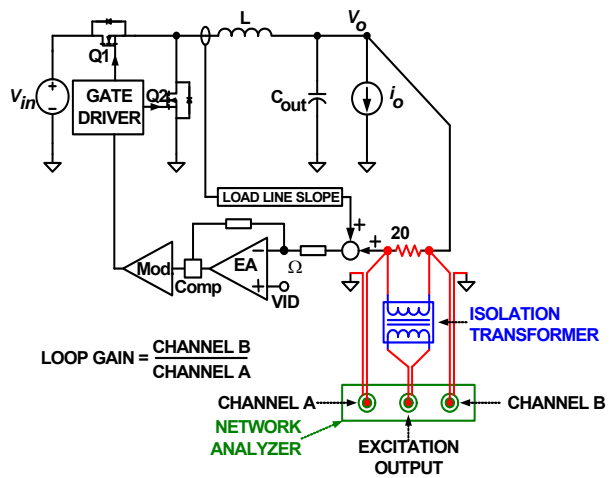 L
Vo
Q1
Vin
GATE
DRIVER
Q2
Cout
io
LOAD LINE SLOPE
+
+
20
Mod
Comp
EA
Ω
VID
ISOLATION
TRANSFORMER
LOOP GAIN = CHANNEL B
CHANNEL A
CHANNEL A
CHANNEL B
NETWORK
ANALYZER
EXCITATION
OUTPUT